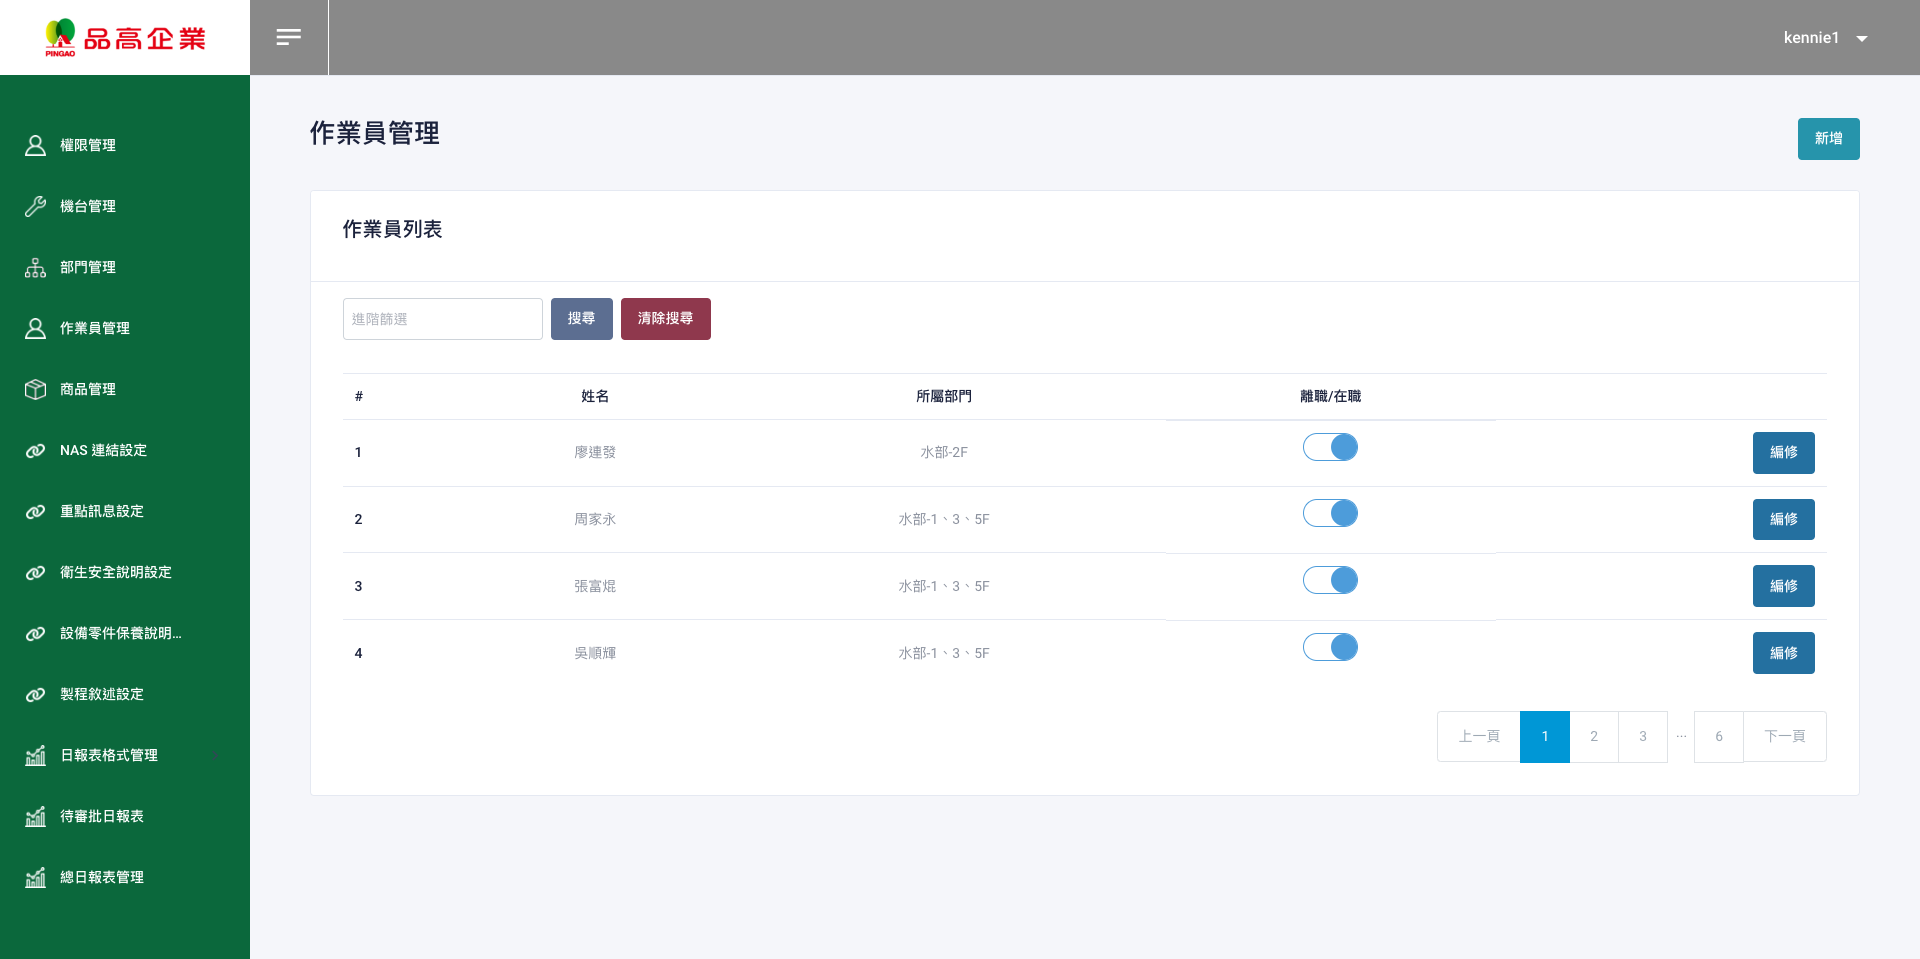 PINGAO 品高企業
kennie1
權限管理
機台管理
部門管理
作業員管理
商品管理
NAS 連結設定
重點訊息設定
衛生安全說明設定
設備零件保養說明...
製程敘述設定
日報表格式管理
待審批日報表
總日報表管理
作業員管理
新增
作業員列表
進階篩選 搜尋 清除搜尋
# 姓名 所屬部門 離職/在職
1 廖連發 水部-2F 編修
2 周家永 水部-1、3、5F 編修
3 張富焜 水部-1、3、5F 編修
4 吳順輝 水部-1、3、5F 編修
上一頁 1 2 3 ... 6 下一頁